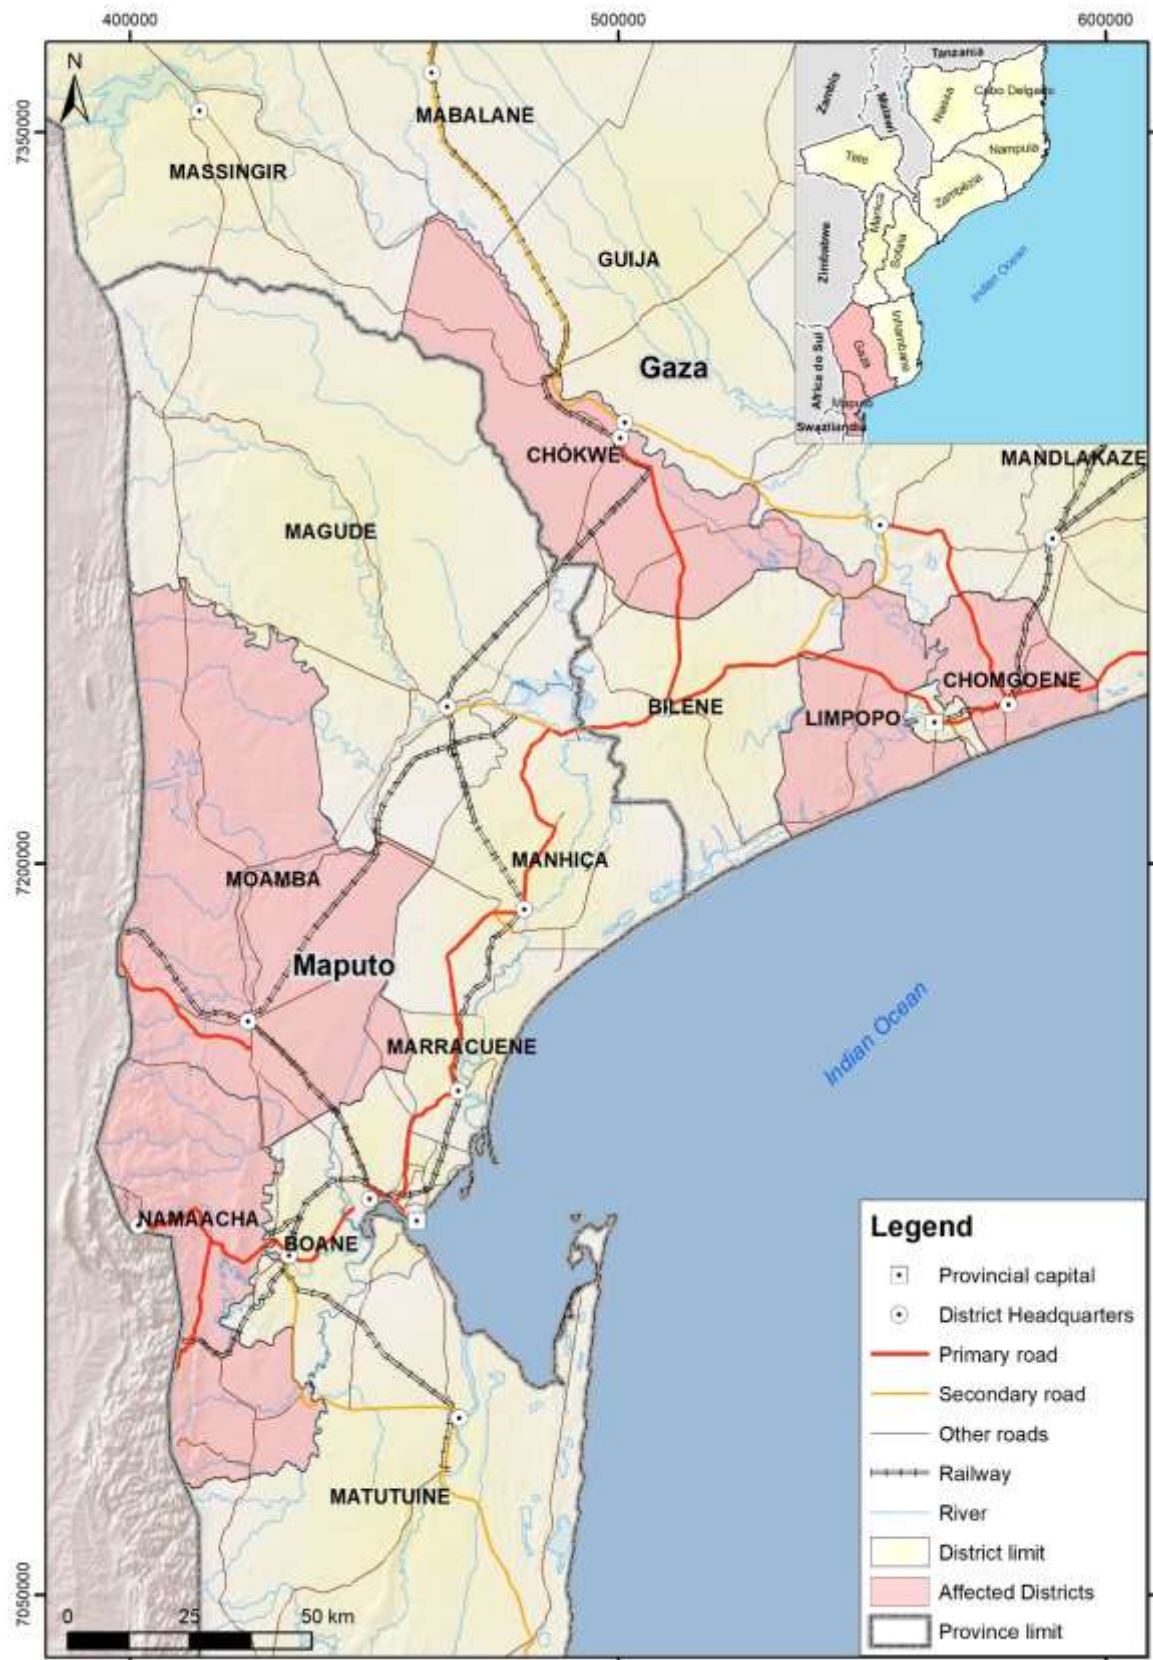 400000
500000
600000
N
7350000
7200000
7050000
MABALANE
MASSINGIR
GUIJA
Gaza
CHÓKWÈ
MANDLAKAZE
MAGUDE
CHOMGOENE
BILENE
LIMPOPO
MANHIÇA
MOAMBA
Maputo
MARRACUENE
Indian Ocean
NAMAACHA
BOANE
MATUTUINE
0 25 50 km
Tanzania
Zambia
Malawi
Niassa
Cabo Delgado
Nampula
Tete
Zambézia
Manica
Sofala
Zimbabwe
Indian Ocean
Inhambane
Gaza
Africa do Sul
Maputo
Swazilandia
Legend
Provincial capital
District Headquarters
Primary road
Secondary road
Other roads
Railway
River
District limit
Affected Districts
Province limit